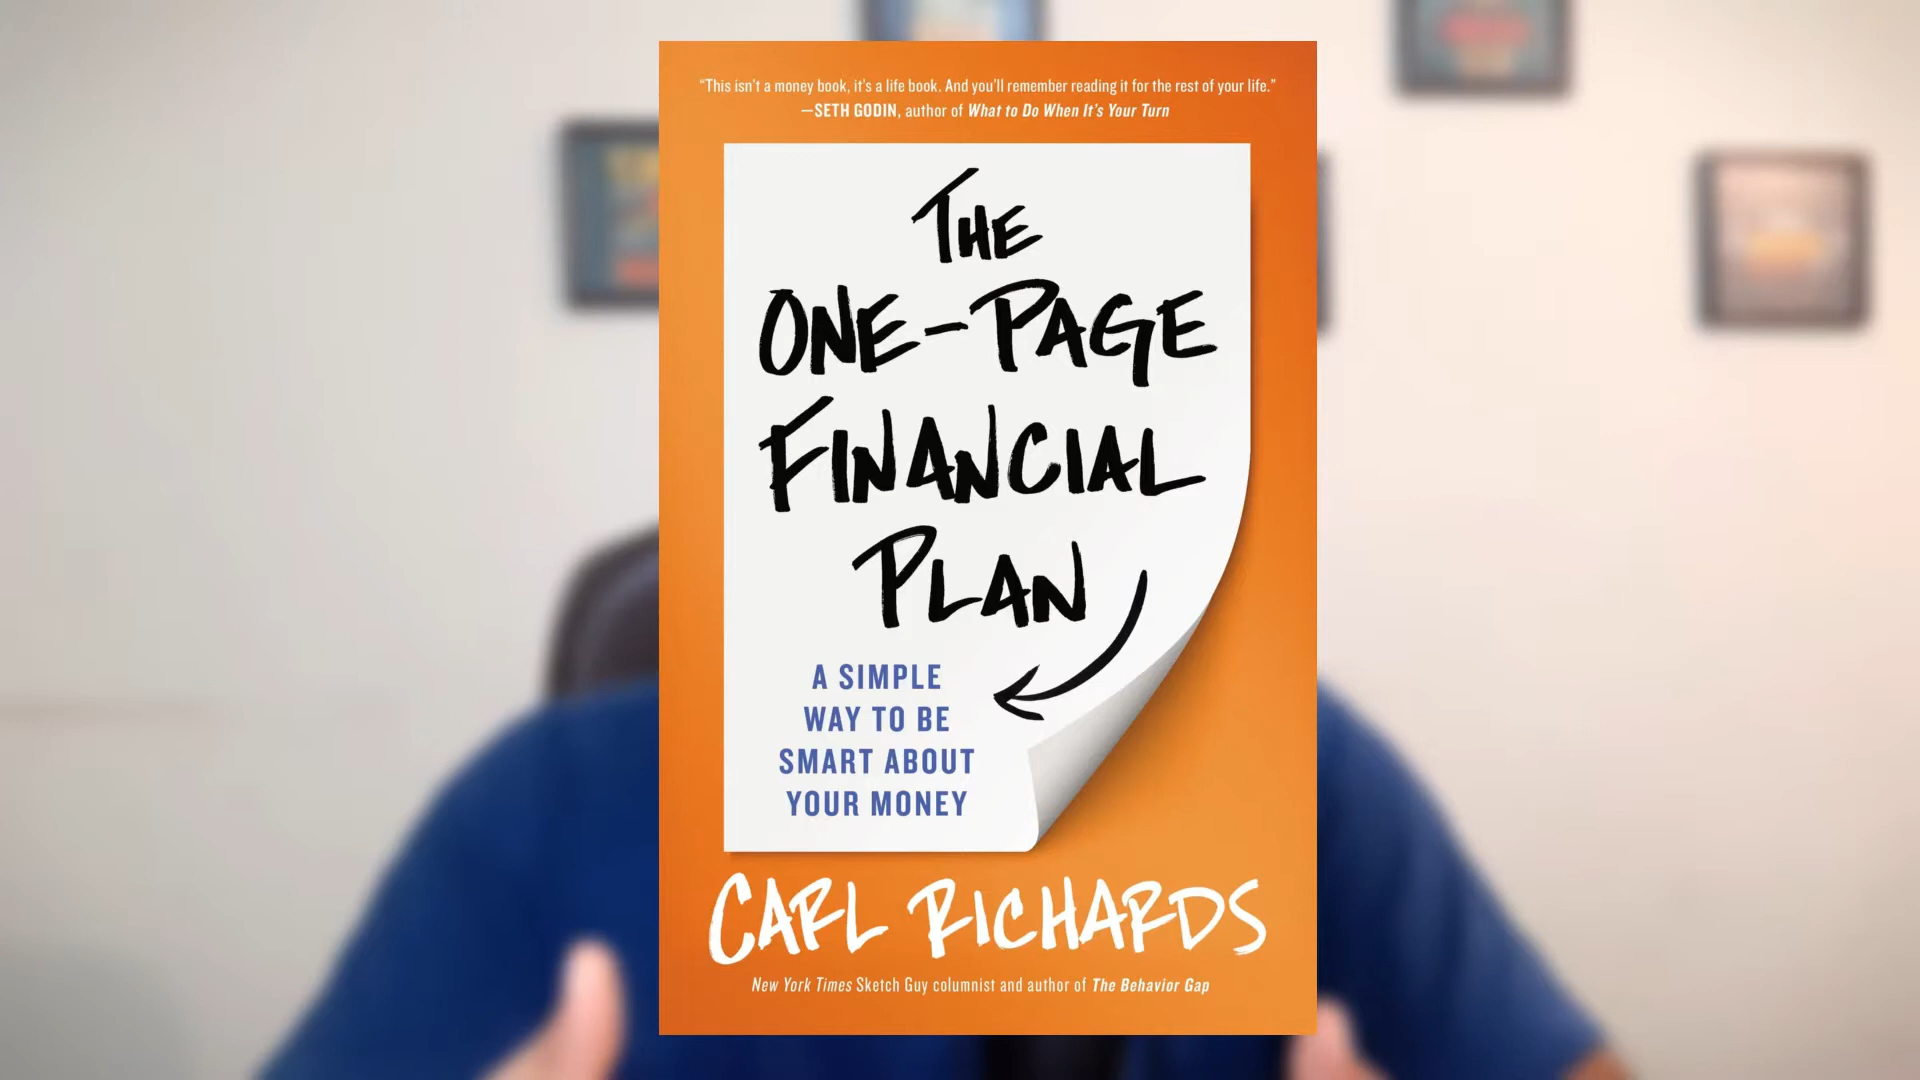 “This isn’t a money book, it’s a life book. And you’ll remember reading it for the rest of your life.”
—SETH GODIN, author of What to Do When It’s Your Turn
THE
ONE-PAGE
FINANCIAL
PLAN
A SIMPLE
WAY TO BE
SMART ABOUT
YOUR MONEY
CARL RICHARDS
New York Times Sketch Guy columnist and author of The Behavior Gap